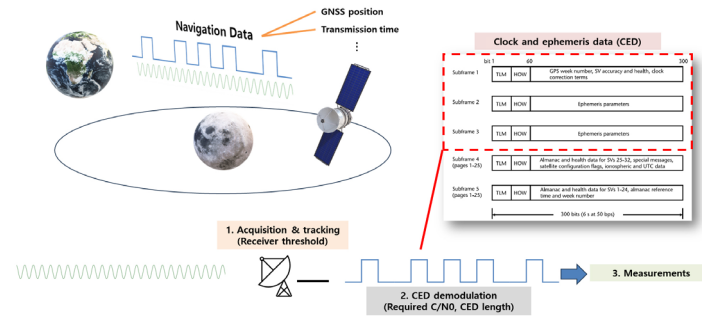 GNSS position
Navigation Data
Transmission time
⋮
Clock and ephemeris data (CED)
bit 1 60 300
Subframe 1 TLM HOW GPS week number, SV accuracy and health, clock
correction terms
Subframe 2 TLM HOW Ephemeris parameters
Subframe 3 TLM HOW Ephemeris parameters
Subframe 4
(pages 1–25) TLM HOW Almanac and health data for SVs 25–32, special messages,
satellite configuration flags, ionospheric and UTC data
Subframe 5
(pages 1–25) TLM HOW Almanac and health data for SVs 1–24, almanac reference
time and week number
300 bits (6 s at 50 bps)
1. Acquisition & tracking
(Receiver threshold)
2. CED demodulation
(Required C/N0, CED length)
3. Measurements